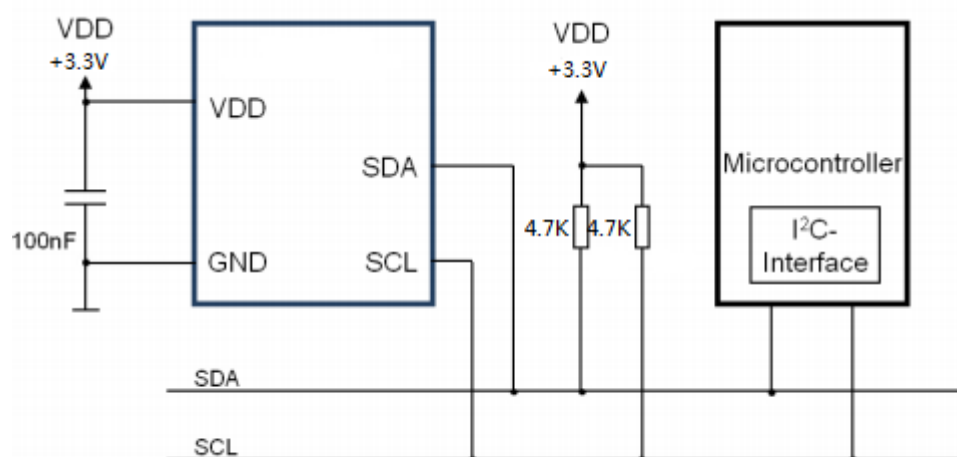 VDD
+3.3V
VDD
SDA
100nF
GND
SCL
VDD
+3.3V
4.7K
4.7K
Microcontroller
I²C-
Interface
SDA
SCL